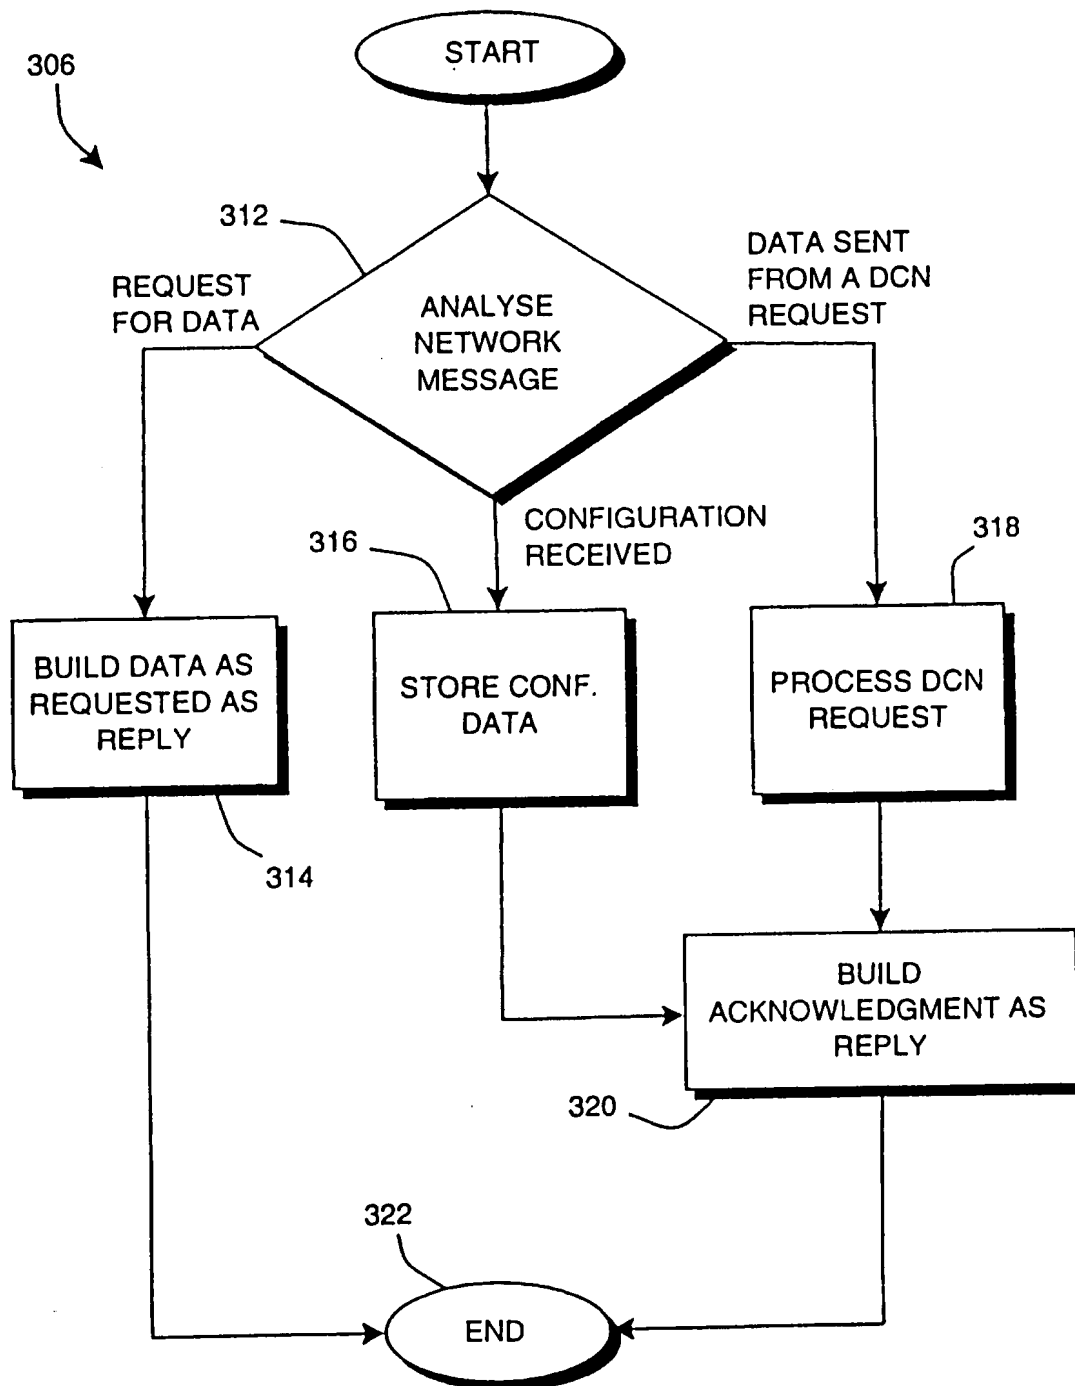 START
306
312
REQUEST
FOR DATA
ANALYSE
NETWORK
MESSAGE
DATA SENT
FROM A DCN
REQUEST
CONFIGURATION
RECEIVED
316
318
BUILD DATA AS
REQUESTED AS
REPLY
STORE CONF.
DATA
PROCESS DCN
REQUEST
314
BUILD
ACKNOWLEDGMENT AS
REPLY
320
322
END